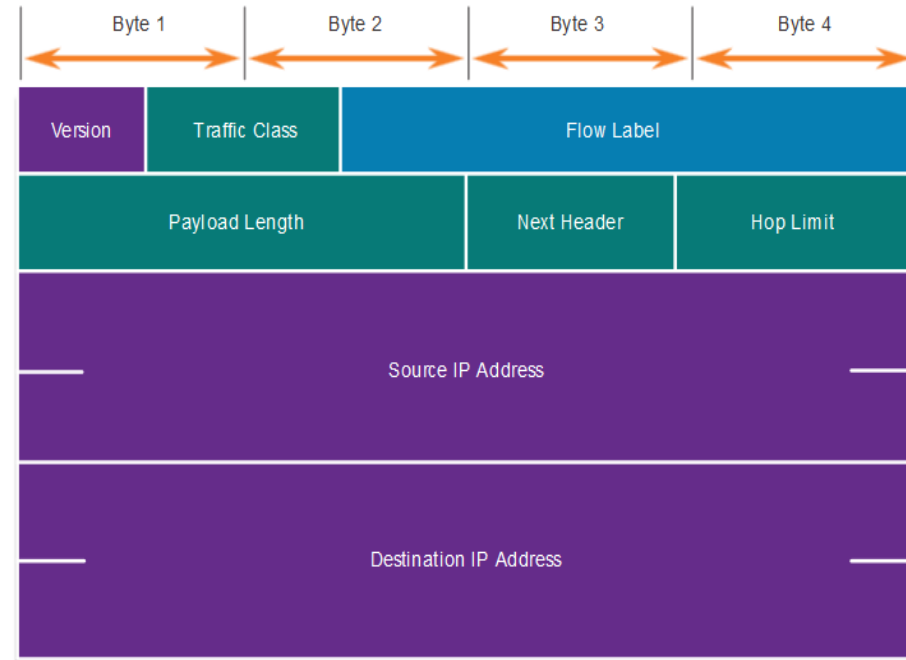 Byte 1 Byte 2 Byte 3 Byte 4
Version Traffic Class Flow Label
Payload Length Next Header Hop Limit
Source IP Address
Destination IP Address